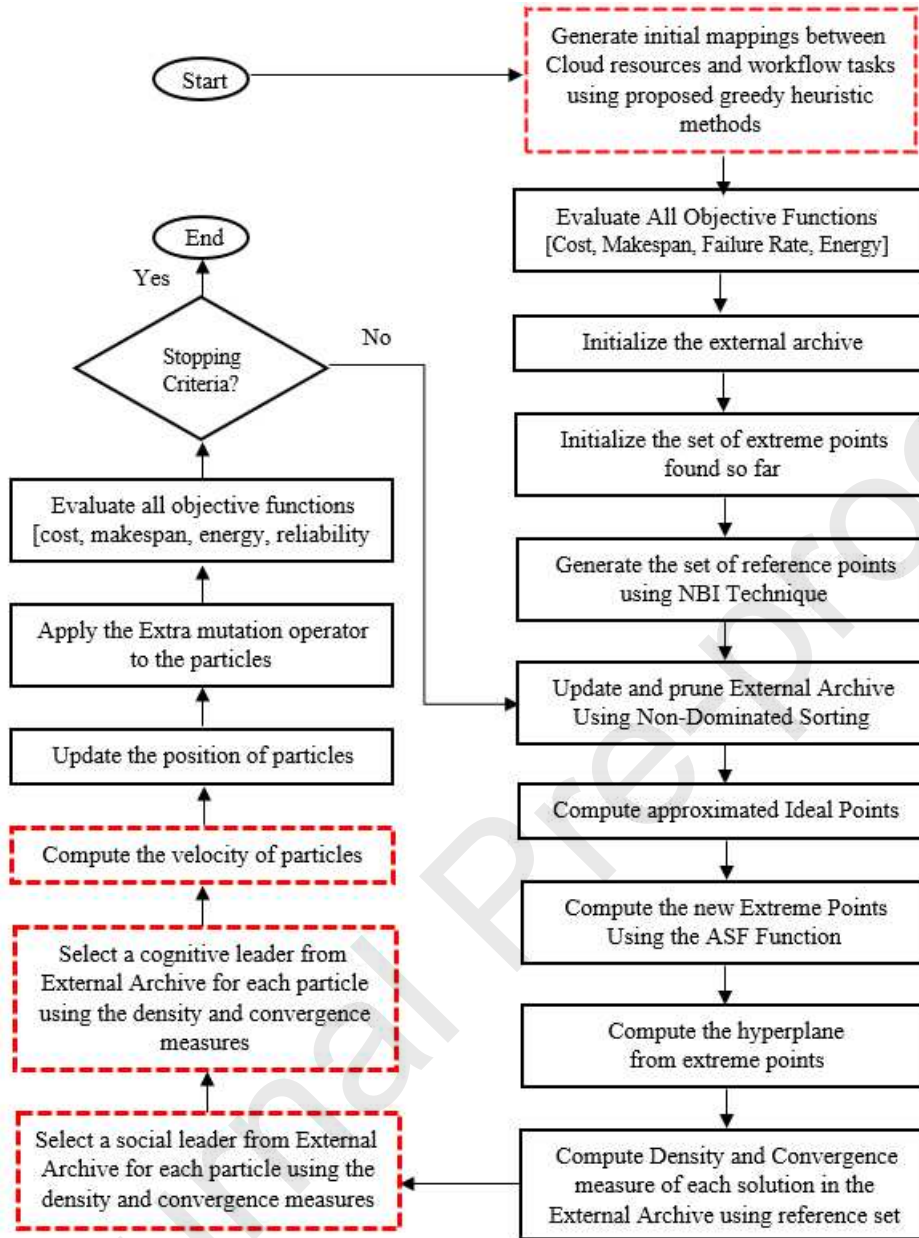 Start
Generate initial mappings between
Cloud resources and workflow tasks
using proposed greedy heuristic
methods
Evaluate All Objective Functions
[Cost, Makespan, Failure Rate, Energy]
Initialize the external archive
Initialize the set of extreme points
found so far
Generate the set of reference points
using NBI Technique
Update and prune External Archive
Using Non-Dominated Sorting
Compute approximated Ideal Points
Compute the new Extreme Points
Using the ASF Function
Compute the hyperplane
from extreme points
Compute Density and Convergence
measure of each solution in the
External Archive using reference set
Select a social leader from External
Archive for each particle using the
density and convergence measures
Select a cognitive leader from
External Archive for each particle
using the density and convergence
measures
Compute the velocity of particles
Update the position of particles
Apply the Extra mutation operator
to the particles
Evaluate all objective functions
[cost, makespan, energy, reliability
Stopping
Criteria?
No
Yes
End